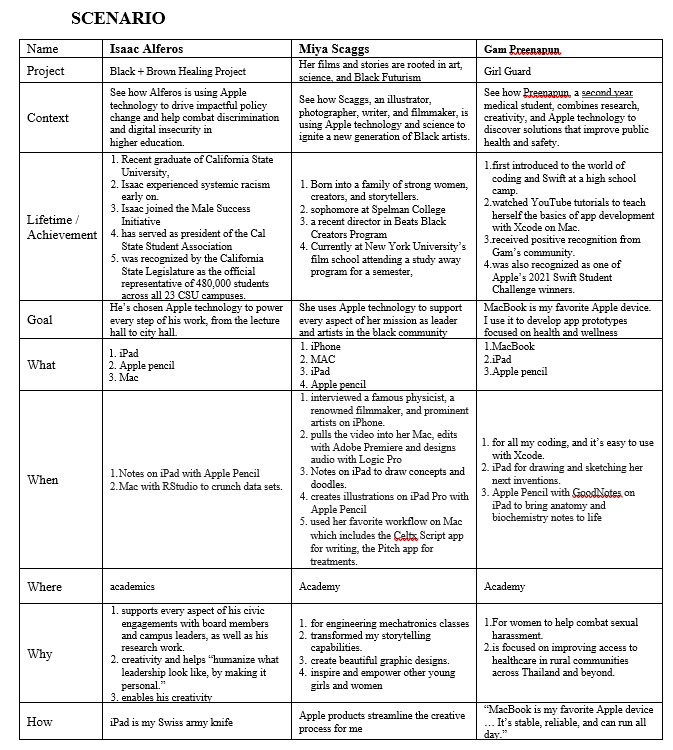 SCENARIO
Name
Isaac Alferos
Miya Scaggs
Gam Preenapun
Project
Black + Brown Healing Project
Her films and stories are rooted in art,
science, and Black Futurism
Girl Guard
Context
See how Alferos is using Apple
technology to drive impactful policy
change and help combat discrimination
and digital insecurity in
higher education.
See how Scaggs, an illustrator,
photographer, writer, and filmmaker, is
using Apple technology and science to
ignite a new generation of Black artists.
See how Preenapun, a second year
medical student, combines research,
creativity, and Apple technology to
discover solutions that improve public
health and safety.
Lifetime /
Achievement
1. Recent graduate of California State
University,
2. Isaac experienced systemic racism
early on.
3. Isaac joined the Male Success
Initiative
4. has served as president of the Cal
State Student Association
5. was recognized by the California
State Legislature as the official
representative of 480,000 students
across all 23 CSU campuses.
1. Born into a family of strong women,
creators, and storytellers.
2. sophomore at Spelman College
3. a recent director in Beats Black
Creators Program
4. Currently at New York University's
film school attending a study away
program for a semester,
1.first introduced to the world of
coding and Swift at a high school
camp.
2.watched YouTube tutorials to teach
herself the basics of app development
with Xcode on Mac.
3.received positive recognition from
Gam's community.
4.was also recognized as one of
Apple's 2021 Swift Student
Challenge winners.
Goal
He's chosen Apple technology to power
every step of his work, from the lecture
hall to city hall.
She uses Apple technology to support
every aspect of her mission as leader
and artists in the black community
MacBook is my favorite Apple device.
I use it to develop app prototypes
focused on health and wellness
What
1. iPad
2. Apple pencil
3. Mac
1. iPhone
2. MAC
3. iPad
4. Apple pencil
1.MacBook
2.iPad
3.Apple pencil
When
1.Notes on iPad with Apple Pencil
2.Mac with RStudio to crunch data sets.
1. interviewed a famous physicist, a
renowned filmmaker, and prominent
artists on iPhone.
2. pulls the video into her Mac, edits
with Adobe Premiere and designs
audio with Logic Pro
3. Notes on iPad to draw concepts and
doodles.
4. creates illustrations on iPad Pro with
Apple Pencil
5. used her favorite workflow on Mac
which includes the Celtx Script app
for writing, the Pitch app for
treatments.
1. for all my coding, and it's easy to use
with Xcode.
2. iPad for drawing and sketching her
next inventions.
3. Apple Pencil with GoodNotes on
iPad to bring anatomy and
biochemistry notes to life
Where
academics
Academy
Academy
Why
1. supports every aspect of his civic
engagements with board members
and campus leaders, as well as his
research work.
2. creativity and helps "humanize what
leadership look like, by making it
personal."
3. enables his creativity
1. for engineering mechatronics classes
2. transformed my storytelling
capabilities.
3. create beautiful graphic designs.
4. inspire and empower other young
girls and women
1.For women to help combat sexual
harassment.
2.is focused on improving access to
healthcare in rural communities
across Thailand and beyond.
How
iPad is my Swiss army knife
Apple products streamline the creative
process for me
"MacBook is my favorite Apple device
… It's stable, reliable, and can run all
day."